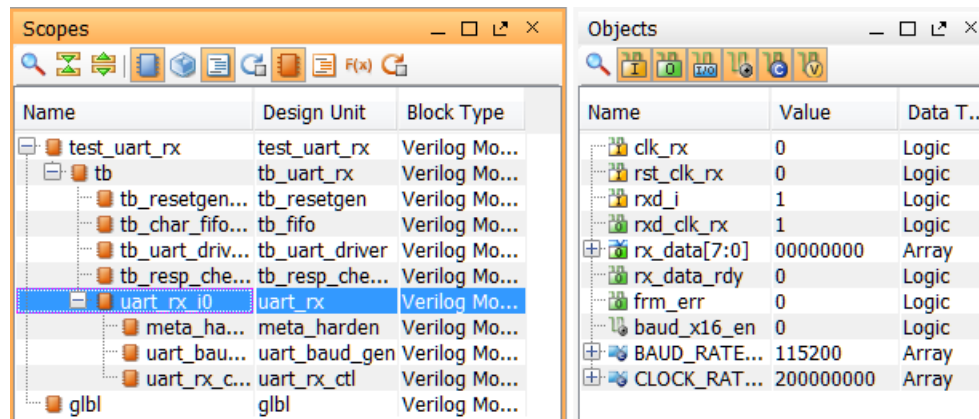 Scopes
F(x)
Name Design Unit Block Type
test_uart_rx test_uart_rx Verilog Mo...
tb tb_uart_rx Verilog Mo...
tb_resetgen... tb_resetgen Verilog Mo...
tb_char_fifo... tb_fifo Verilog Mo...
tb_uart_driv... tb_uart_driver Verilog Mo...
tb_resp_che... tb_resp_che... Verilog Mo...
uart_rx_i0 uart_rx Verilog Mo...
meta_ha... meta_harden Verilog Mo...
uart_bau... uart_baud_gen Verilog Mo...
uart_rx_c... uart_rx_ctl Verilog Mo...
glbl glbl Verilog Mo...
Objects
I O I/O C V
Name Value Data T...
clk_rx 0 Logic
rst_clk_rx 0 Logic
rxd_i 1 Logic
rxd_clk_rx 1 Logic
rx_data[7:0] 00000000 Array
rx_data_rdy 0 Logic
frm_err 0 Logic
baud_x16_en 0 Logic
BAUD_RATE... 115200 Array
CLOCK_RAT... 200000000 Array